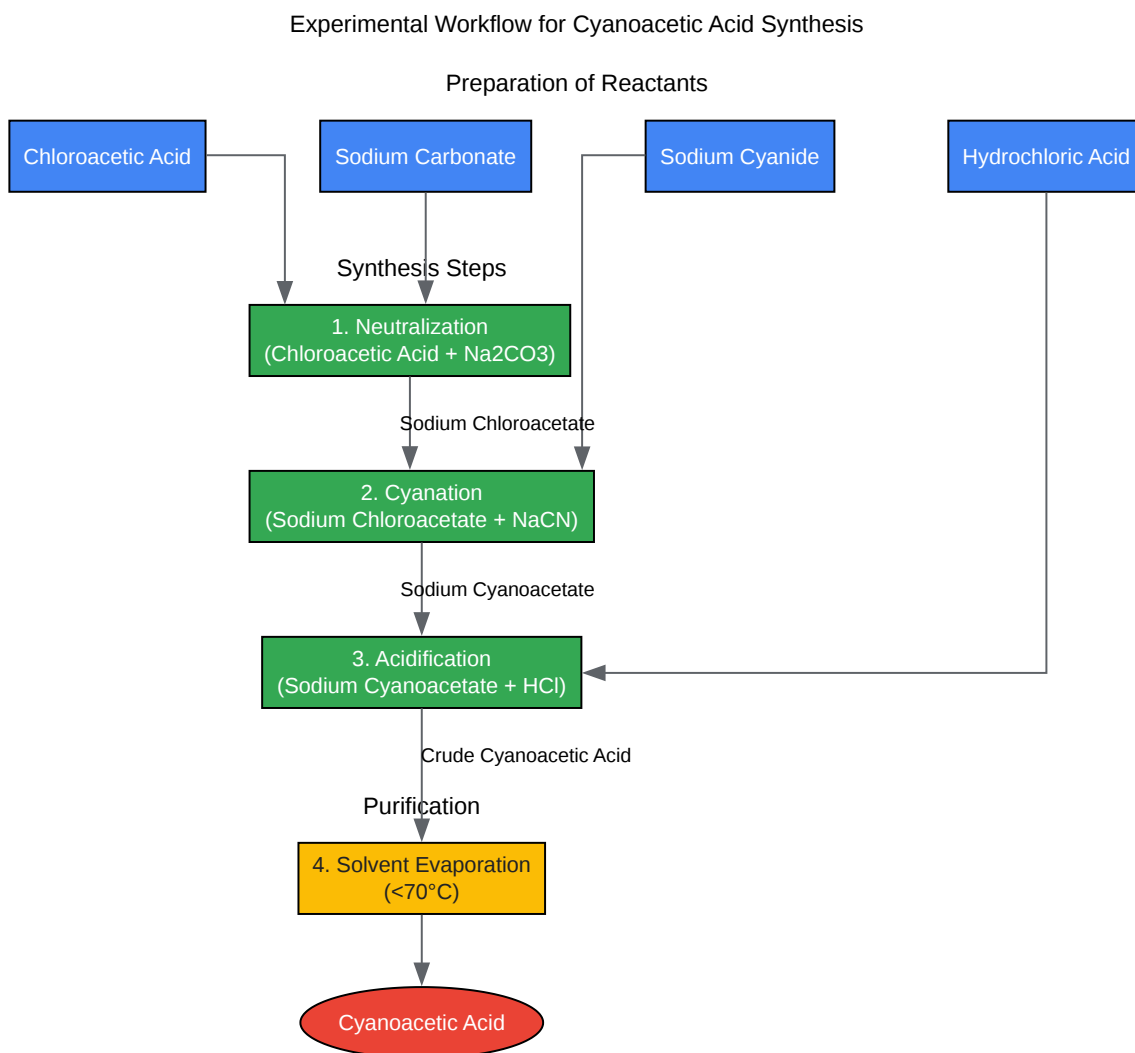 Experimental Workflow for Cyanoacetic Acid Synthesis
Preparation of Reactants
Chloroacetic Acid
Sodium Carbonate
Sodium Cyanide
Hydrochloric Acid
Synthesis Steps
1. Neutralization
(Chloroacetic Acid + Na2CO3)
Sodium Chloroacetate
2. Cyanation
(Sodium Chloroacetate + NaCN)
Sodium Cyanoacetate
3. Acidification
(Sodium Cyanoacetate + HCl)
Crude Cyanoacetic Acid
Purification
4. Solvent Evaporation
(<70°C)
Cyanoacetic Acid